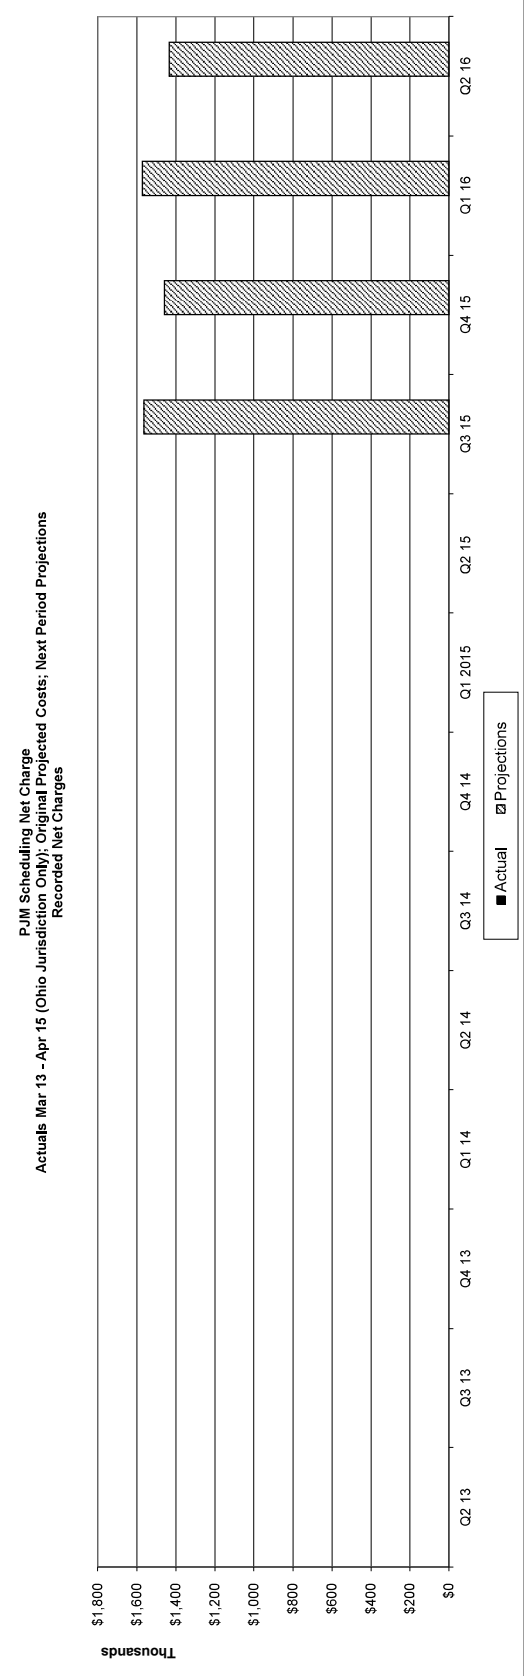 PJM Scheduling Net Charge
Actuals Mar 13 - Apr 15 (Ohio Jurisdiction Only); Original Projected Costs; Next Period Projections
Recorded Net Charges
Thousands
$1,800
$1,600
$1,400
$1,200
$1,000
$800
$600
$400
$200
$0
Q2 13
Q3 13
Q4 13
Q1 14
Q2 14
Q3 14
Q4 14
Q1 2015
Q2 15
Q3 15
Q4 15
Q1 16
Q2 16
Actual
Projections